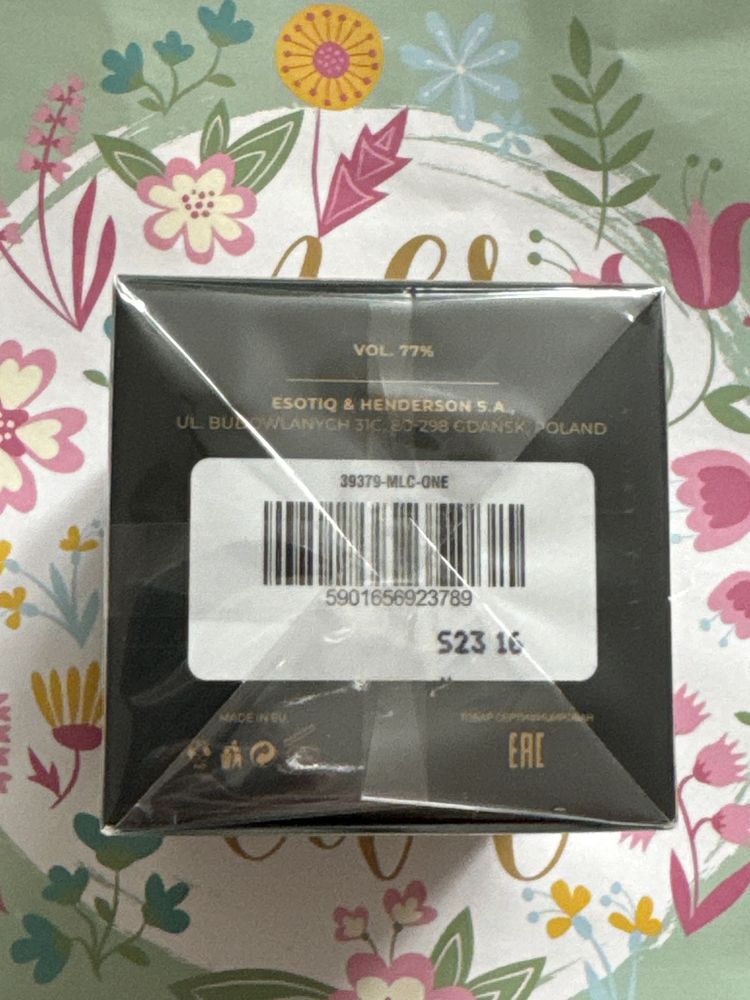 VOL. 77%
ESOTIQ & HENDERSON S.A.,
UL. BUDOWLANYCH 31C, 80-298 GDAŃSK, POLAND
39379-MLC-ONE
5901656923789
S23 16
MADE IN EU.
ТОВАР СЕРТИФИЦИРОВАН
EAC